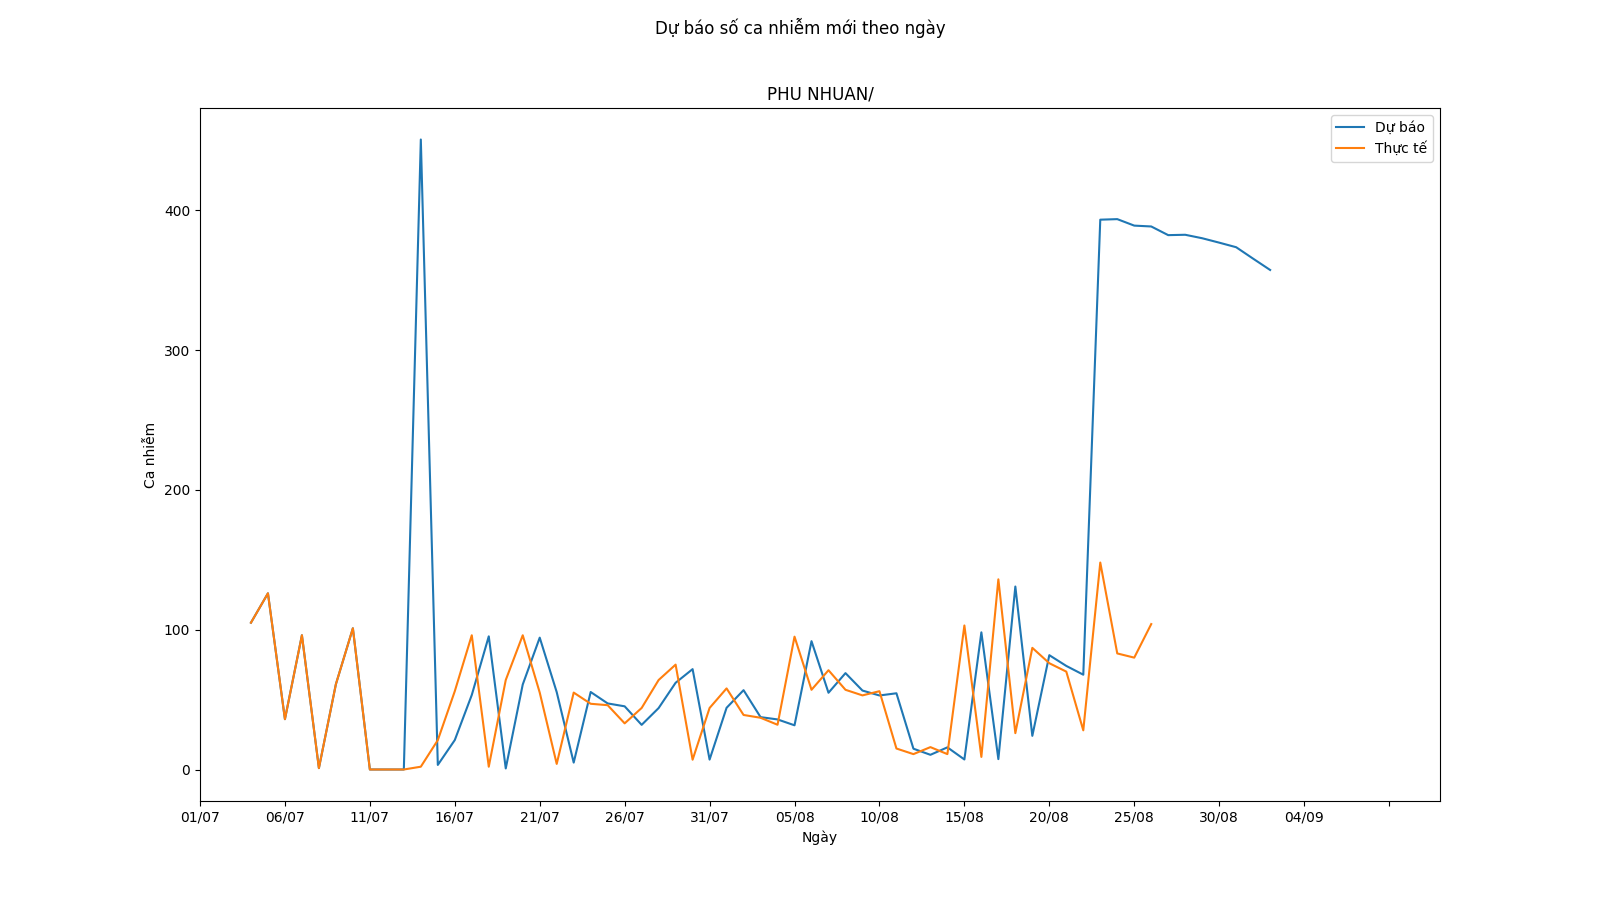 Dự báo số ca nhiễm mới theo ngày
PHU NHUAN/
Dự báo
Thực tế
400
300
200
100
0
Ca nhiễm
01/07 06/07 11/07 16/07 21/07 26/07 31/07 05/08 10/08 15/08 20/08 25/08 30/08 04/09
Ngày